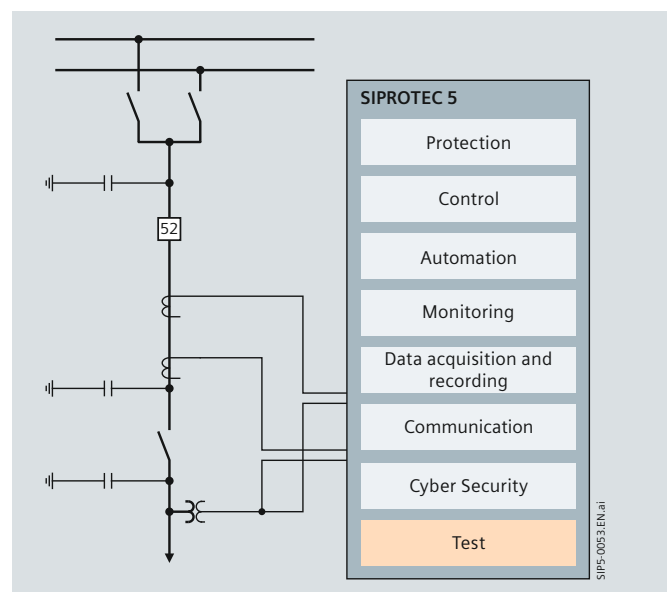 SIPROTEC 5
Protection
Control
Automation
Monitoring
Data acquisition and
recording
Communication
Cyber Security
Test
52
SIP5-0053.EN.ai